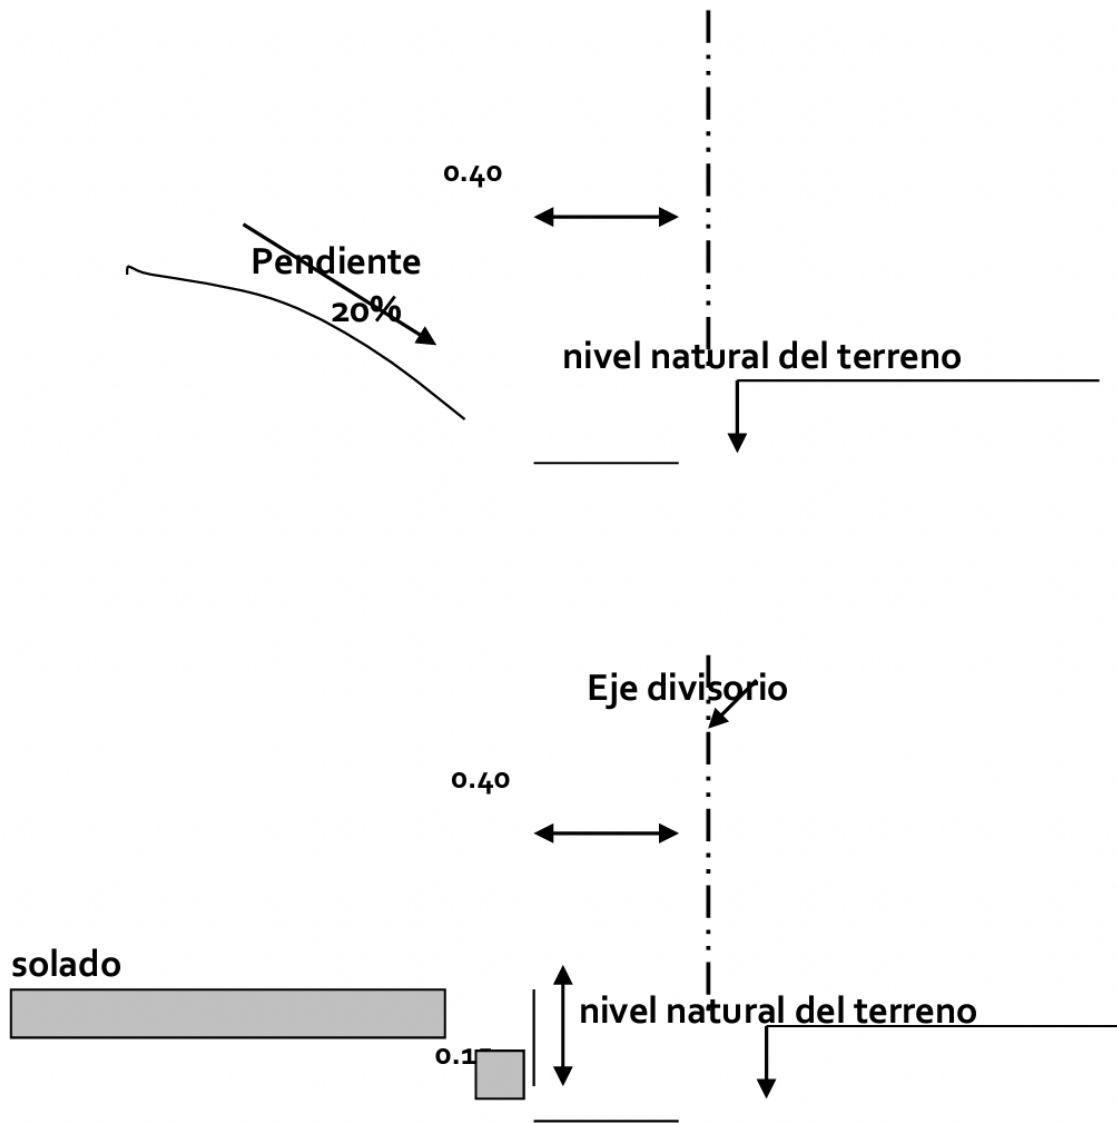 0.40
Pendiente
20%
nivel natural del terreno
Eje divisorio
0.40
solado
nivel natural del terreno